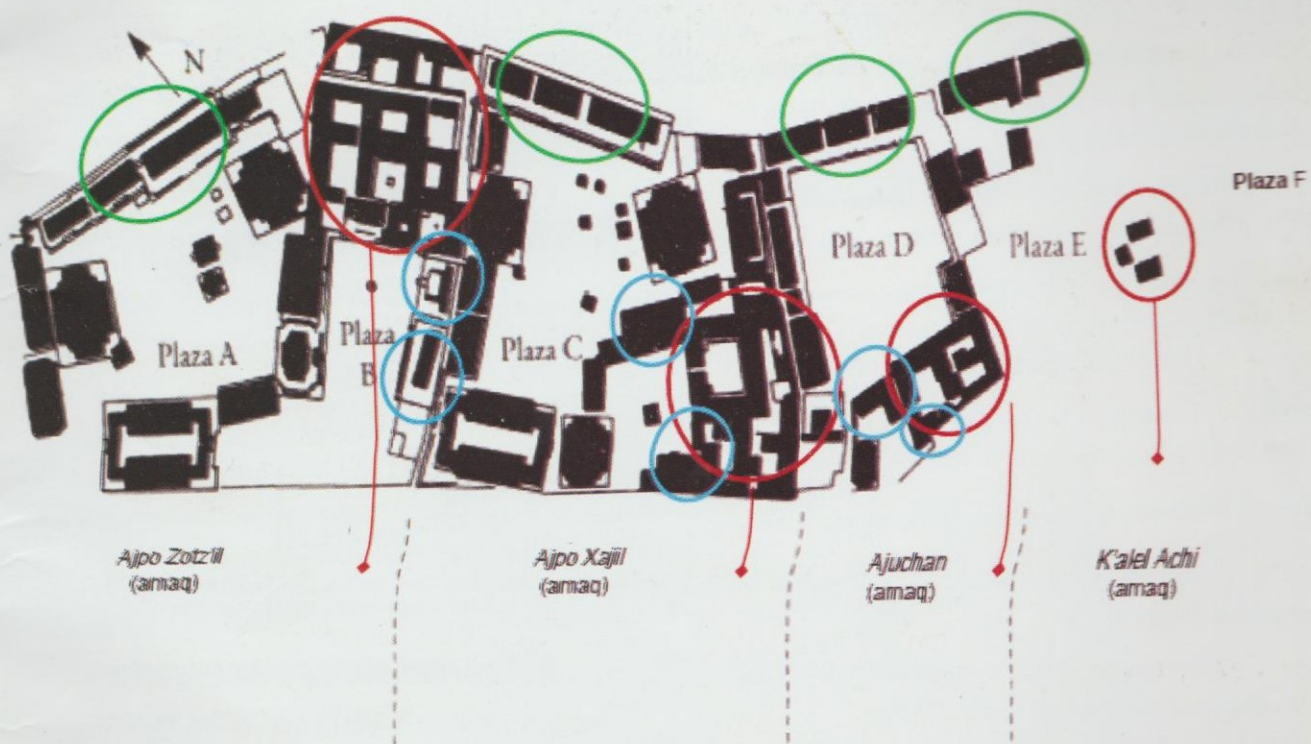 N
Plaza F
Plaza D
Plaza E
Plaza A
Plaza
B
Plaza C
Ajpo Zotz'il
(amaq)
Ajpo Xajil
(amaq)
Ajuchan
(amaq)
K'alel Achi
(amaq)